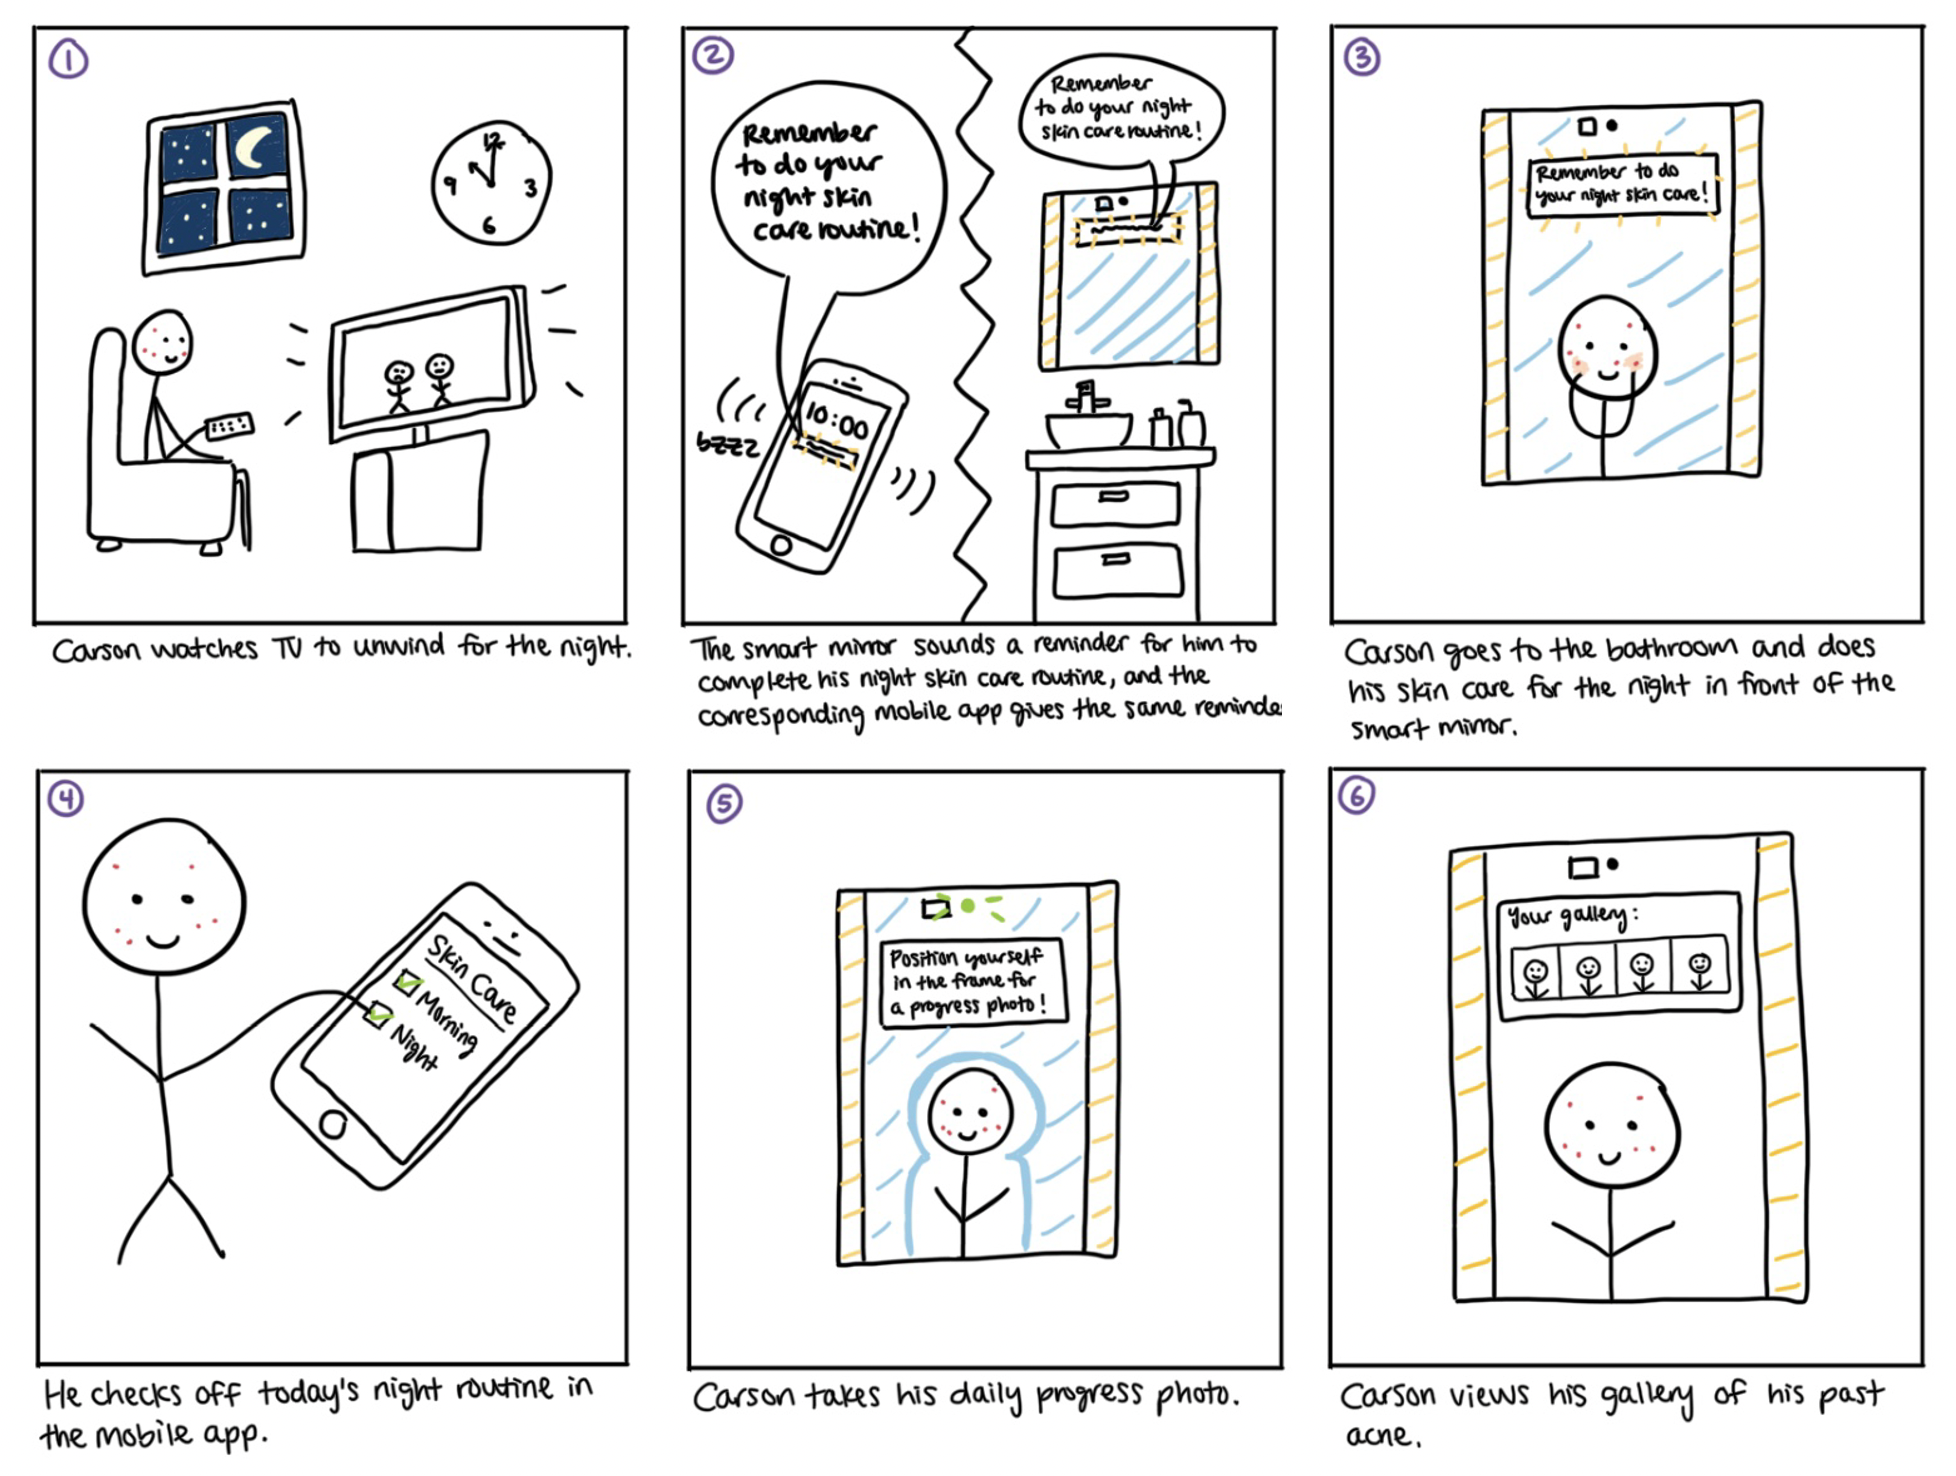 1
12
9
3
6
Carson watches TV to unwind for the night.
2
Remember
to do your
night skin
care routine!
bzzz
10:00
Remember
to do your night
skin care routine!
The smart mirror sounds a reminder for him to
complete his night skin care routine, and the
corresponding mobile app gives the same reminde
3
Remember to do
your night skin care!
Carson goes to the bathroom and does
his skin care for the night in front of the
smart mirror.
4
Skin Care
Morning
Night
He checks off today's night routine in
the mobile app.
5
Position yourself
in the frame for
a progress photo!
Carson takes his daily progress photo.
6
Your gallery:
Carson views his gallery of his past
acne.